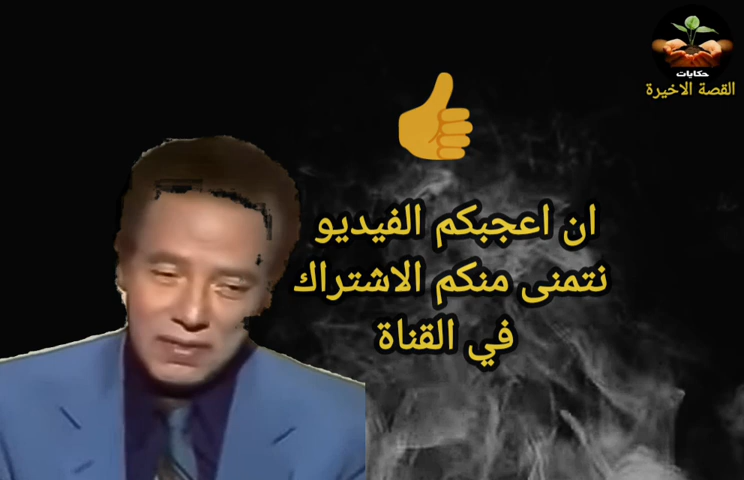 حكايات
القصة الاخيرة
ان اعجبكم الفيديو
نتمنى منكم الاشتراك
في القناة